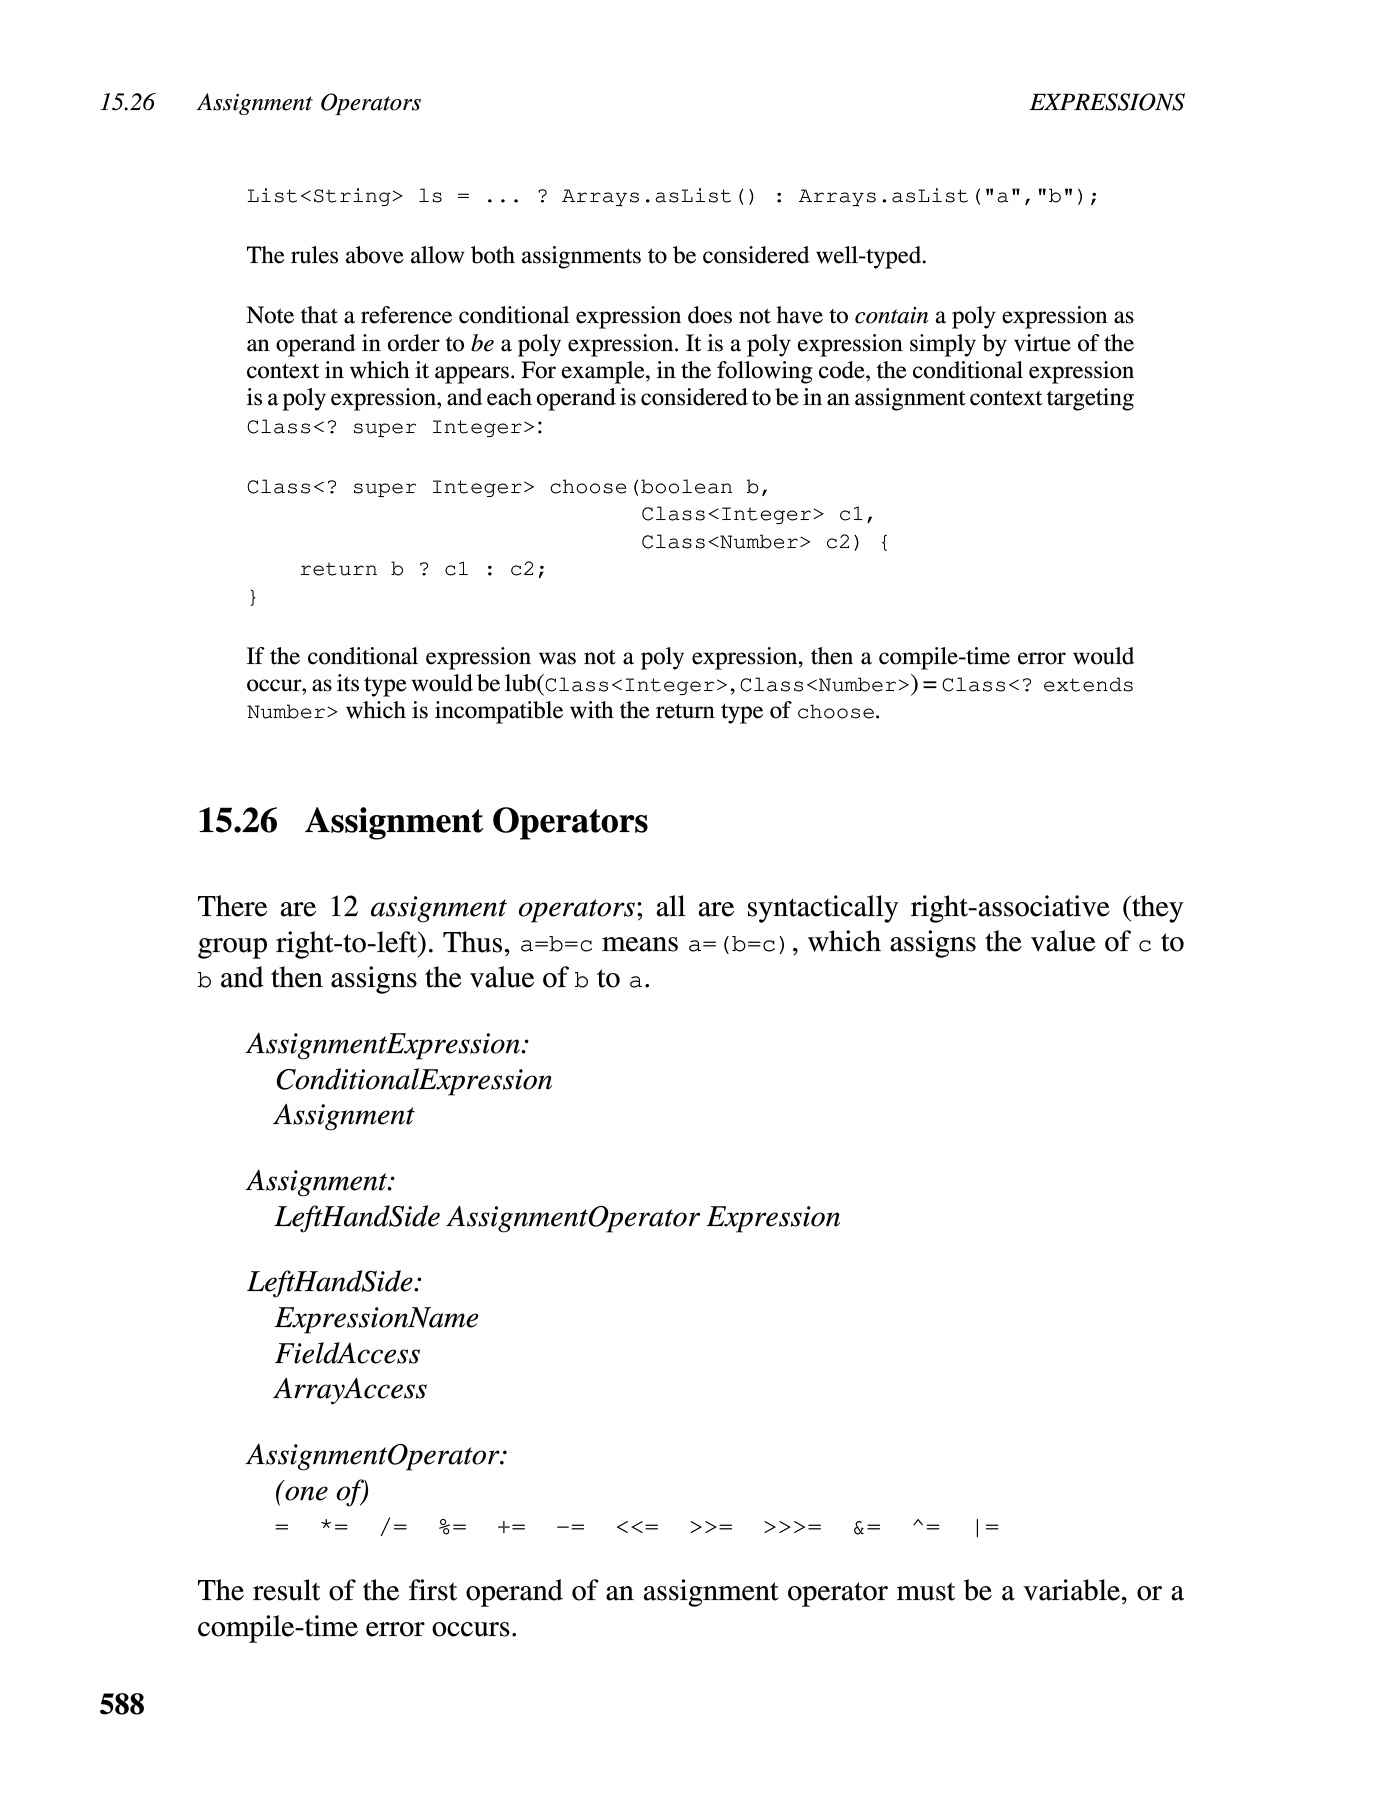 15.26 Assignment Operators EXPRESSIONS
List<String> ls = ... ? Arrays.asList() : Arrays.asList("a","b");
The rules above allow both assignments to be considered well-typed.
Note that a reference conditional expression does not have to contain a poly expression as
an operand in order to be a poly expression. It is a poly expression simply by virtue of the
context in which it appears. For example, in the following code, the conditional expression
is a poly expression, and each operand is considered to be in an assignment context targeting
Class<? super Integer>:
Class<? super Integer> choose(boolean b,
Class<Integer> c1,
Class<Number> c2) {
return b ? c1 : c2;
}
If the conditional expression was not a poly expression, then a compile-time error would
occur, as its type would be lub(Class<Integer>, Class<Number>) = Class<? extends
Number> which is incompatible with the return type of choose.
15.26 Assignment Operators
There are 12 assignment operators; all are syntactically right-associative (they
group right-to-left). Thus, a=b=c means a=(b=c), which assigns the value of c to
b and then assigns the value of b to a.
AssignmentExpression:
ConditionalExpression
Assignment
Assignment:
LeftHandSide AssignmentOperator Expression
LeftHandSide:
ExpressionName
FieldAccess
ArrayAccess
AssignmentOperator:
(one of)
= *= /= %= += -= <<= >>= >>>= &= ^= |=
The result of the first operand of an assignment operator must be a variable, or a
compile-time error occurs.
588